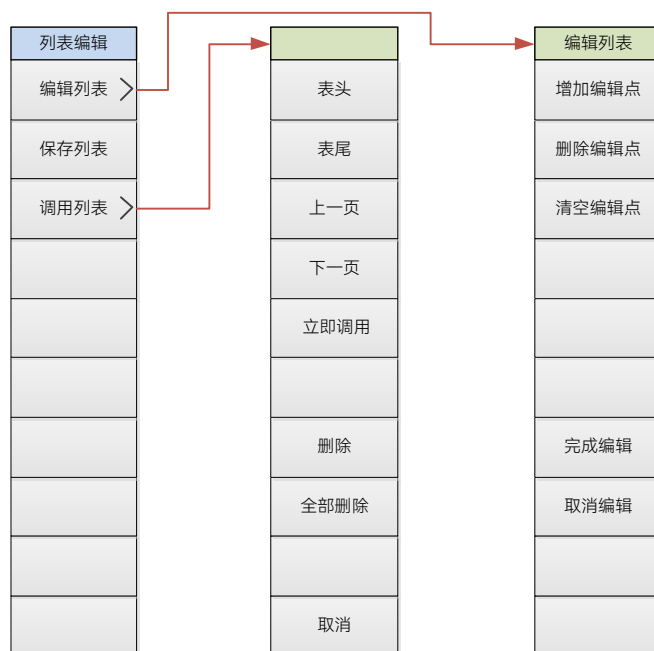 列表编辑
编辑列表
保存列表
调用列表
表头
表尾
上一页
下一页
立即调用
删除
全部删除
取消
编辑列表
增加编辑点
删除编辑点
清空编辑点
完成编辑
取消编辑